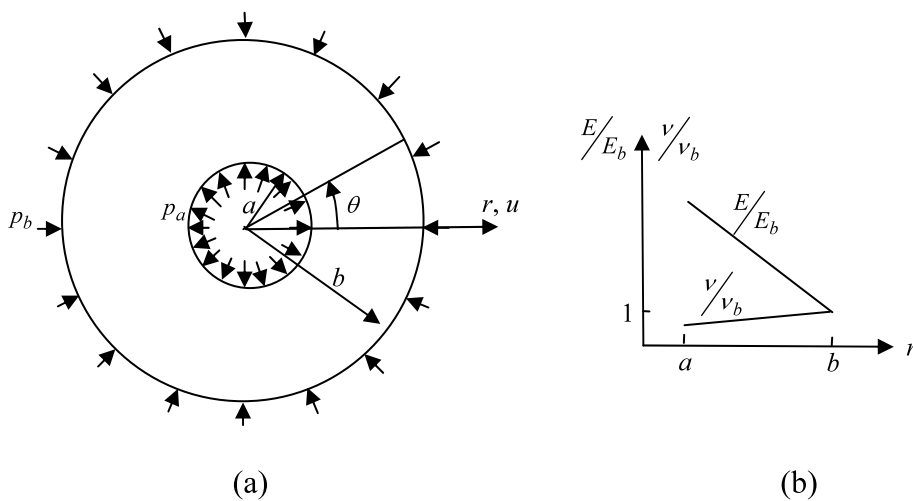 p_b
p_a
a
θ
r, u
b
(a)
E/E_b
ν/ν_b
E/E_b
ν/ν_b
1
a
b
r
(b)